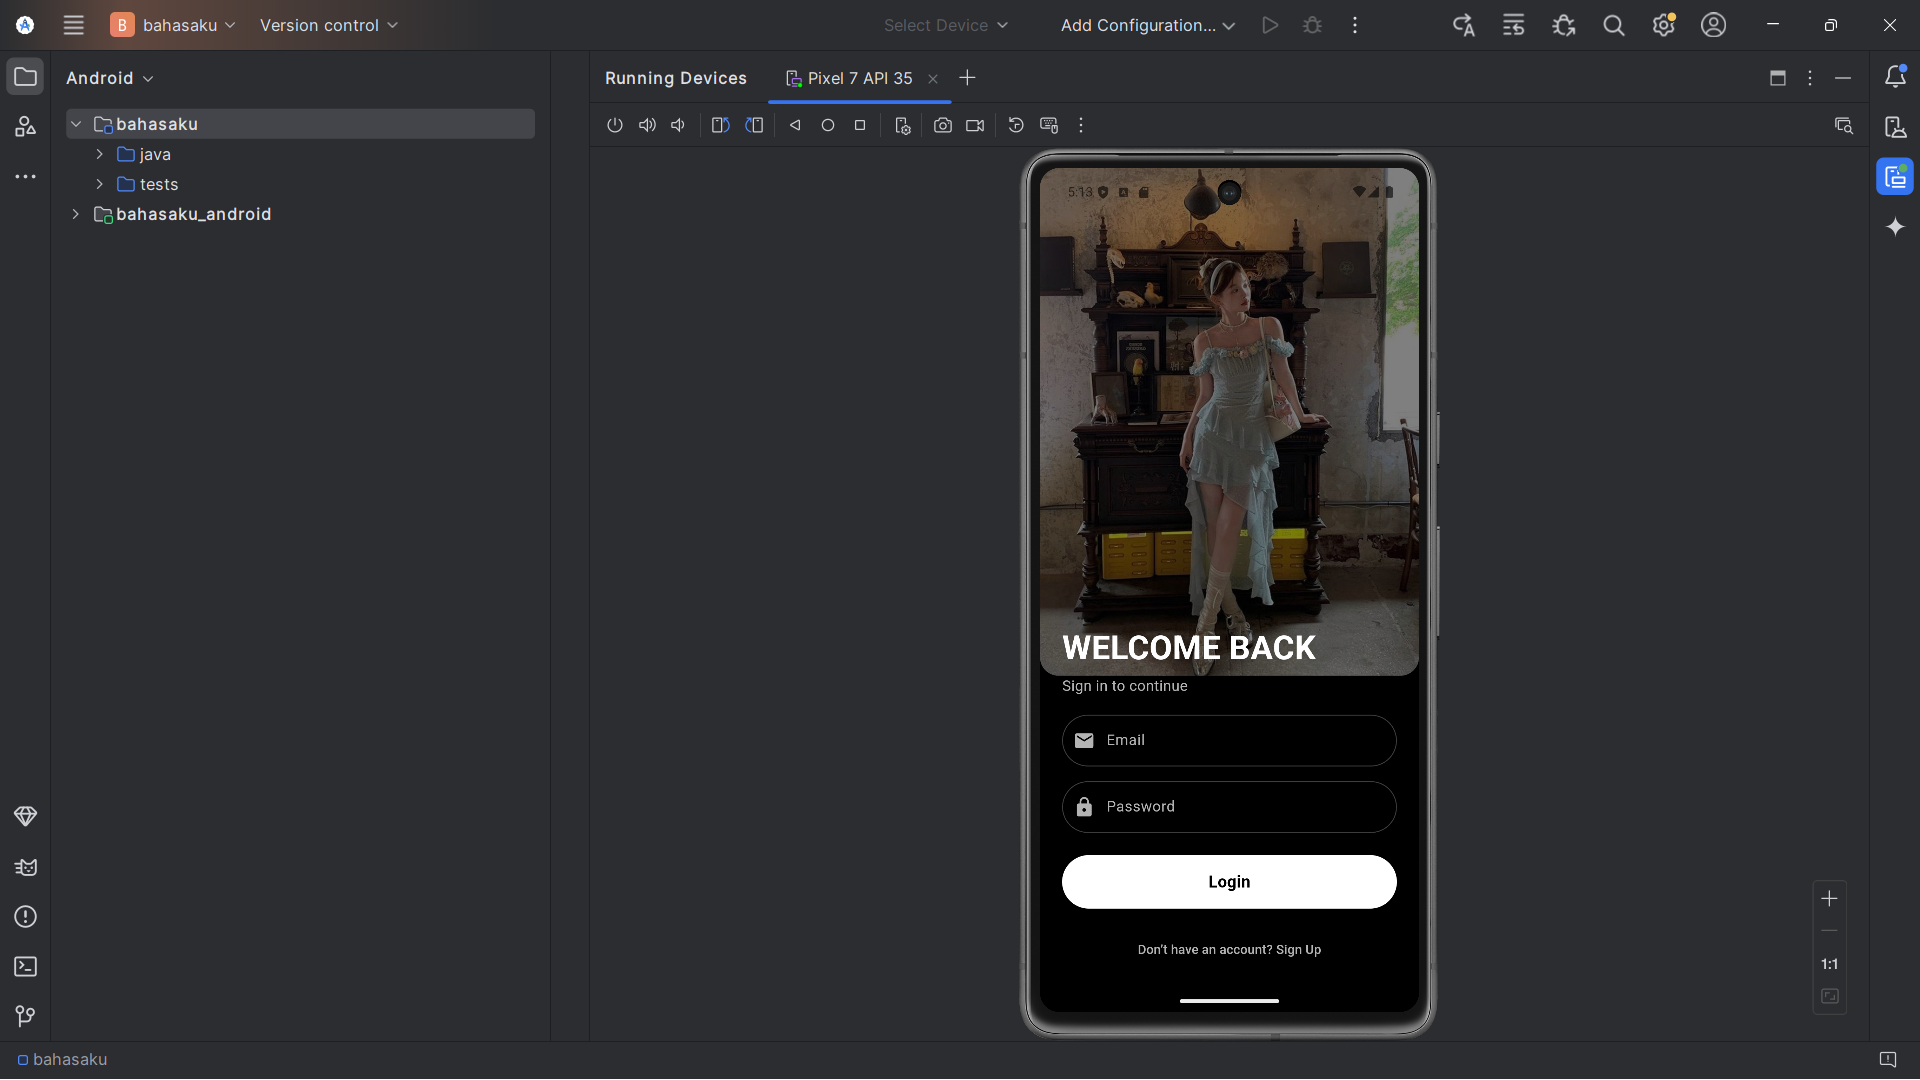 B bahasaku
Version control
Select Device
Add Configuration...
Android
bahasaku
java
tests
bahasaku_android
Running Devices
Pixel 7 API 35
5:13
WELCOME BACK
Sign in to continue
Email
Password
Login
Don't have an account? Sign Up
1:1
bahasaku